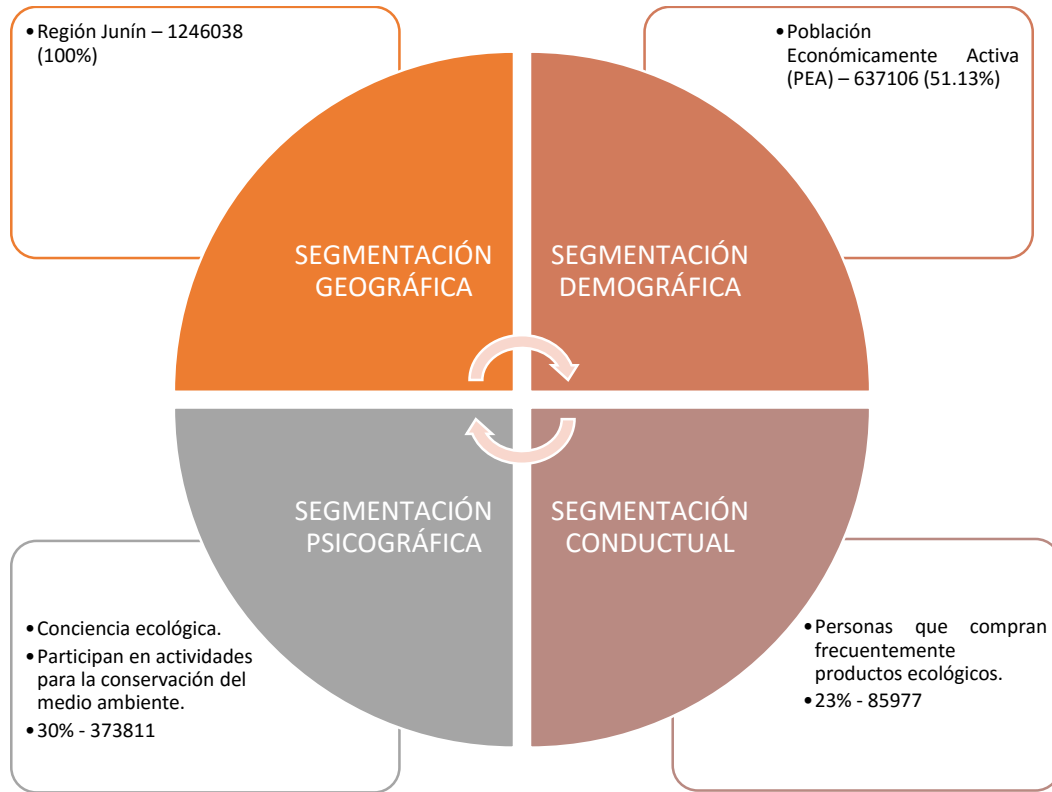 •Región Junín – 1246038
(100%)
•Población
Económicamente Activa
(PEA) – 637106 (51.13%)
SEGMENTACIÓN
GEOGRÁFICA
SEGMENTACIÓN
DEMOGRÁFICA
SEGMENTACIÓN
PSICOGRÁFICA
SEGMENTACIÓN
CONDUCTUAL
•Conciencia ecológica.
•Participan en actividades
para la conservación del
medio ambiente.
•30% - 373811
•Personas que compran
frecuentemente
productos ecológicos.
•23% - 85977